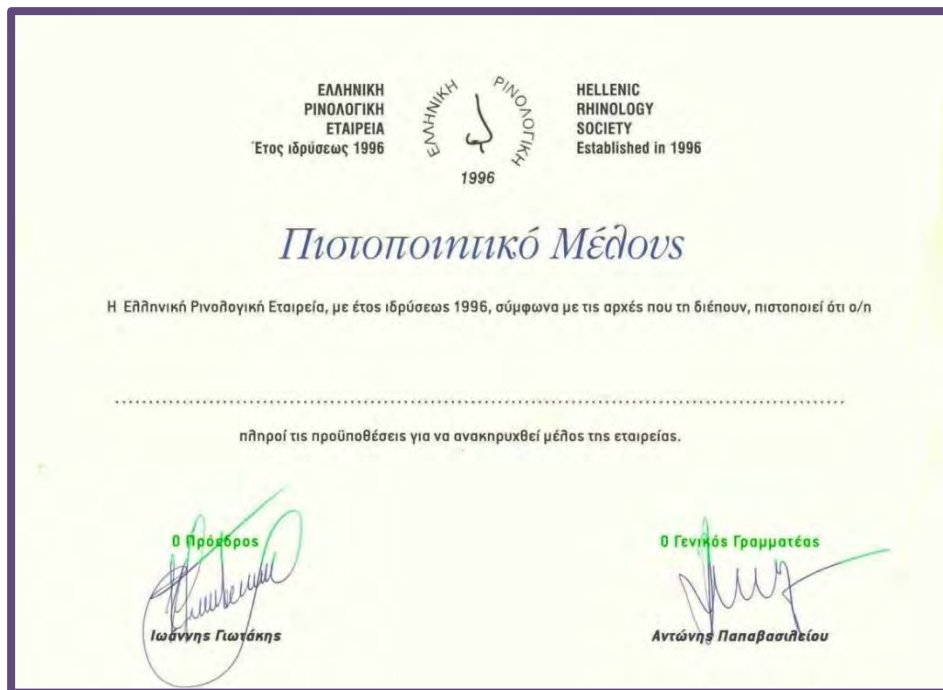 ΕΛΛΗΝΙΚΗ
ΡΙΝΟΛΟΓΙΚΗ
ΕΤΑΙΡΕΙΑ
Έτος ιδρύσεως 1996
ΕΛΛΗΝΙΚΗ ΡΙΝΟΛΟΓΙΚΗ
1996
HELLENIC
RHINOLOGY
SOCIETY
Established in 1996
Πιστοποιητικό Μέλους
Η Ελληνική Ρινολογική Εταιρεία, με έτος ιδρύσεως 1996, σύμφωνα με τις αρχές που τη διέπουν, πιστοποιεί ότι ο/η
πληροί τις προϋποθέσεις για να ανακηρυχθεί μέλος της εταιρείας.
Ο Πρόεδρος
Ιωάννης Γιωτάκης
Ο Γενικός Γραμματέας
Αντώνης Παπαβασιλείου